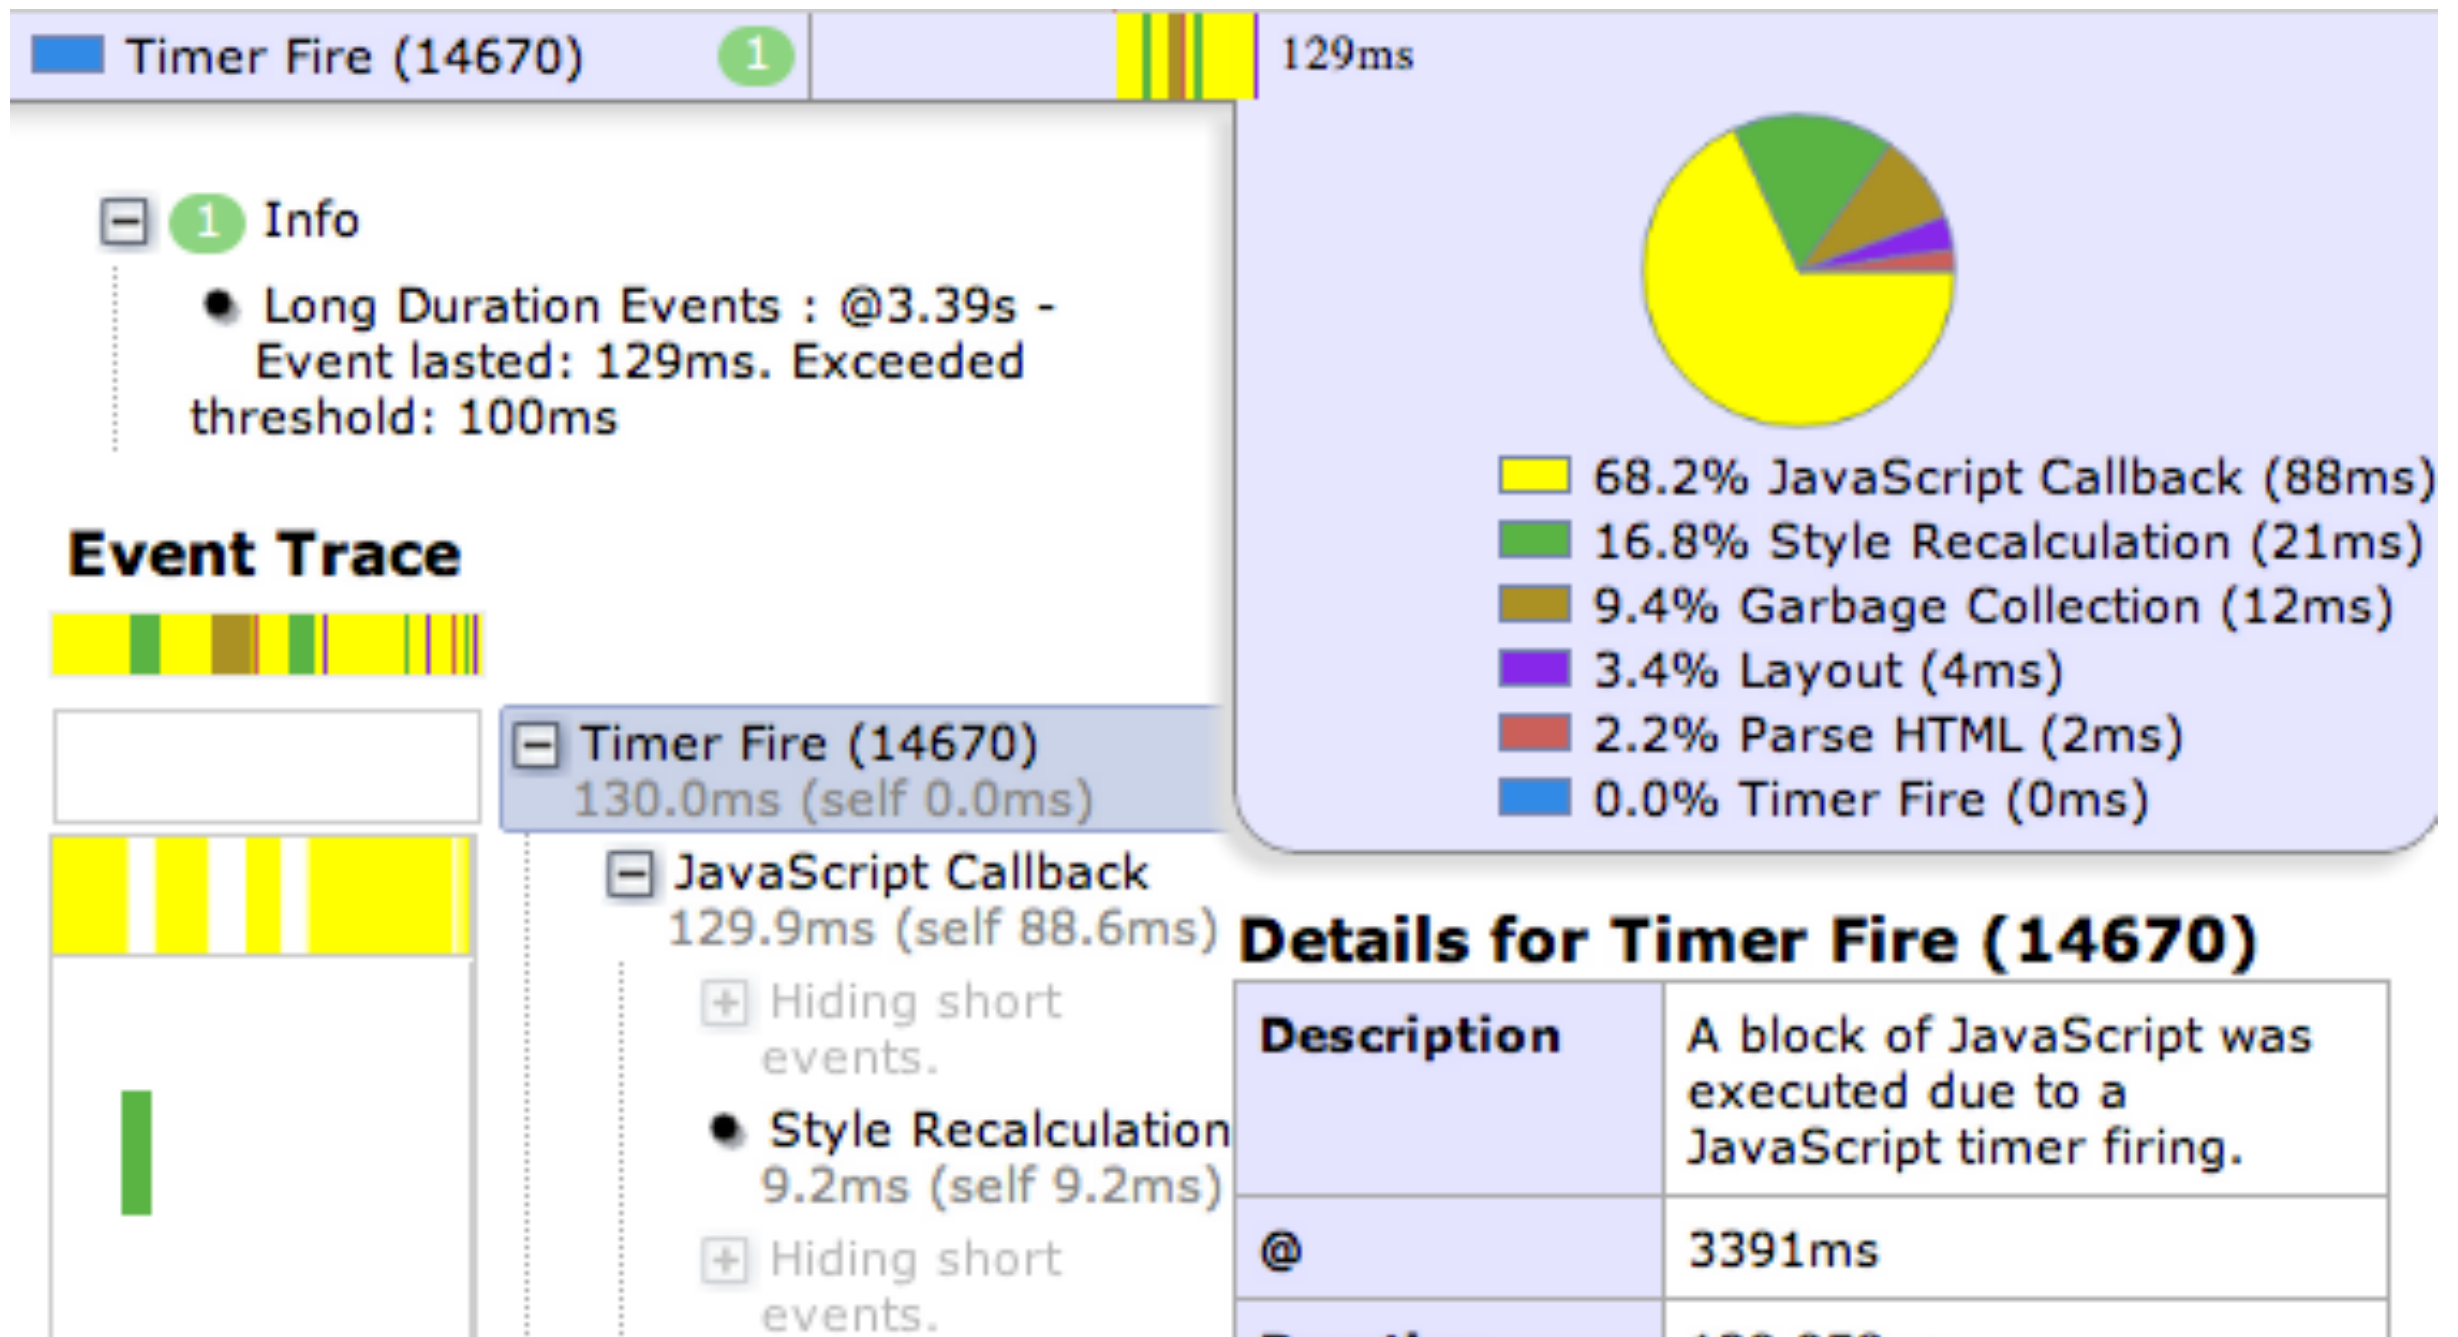 Timer Fire (14670) 1 129ms
1 Info
Long Duration Events : @3.39s -
Event lasted: 129ms. Exceeded
threshold: 100ms
68.2% JavaScript Callback (88ms)
16.8% Style Recalculation (21ms)
9.4% Garbage Collection (12ms)
3.4% Layout (4ms)
2.2% Parse HTML (2ms)
0.0% Timer Fire (0ms)
Event Trace
Timer Fire (14670)
130.0ms (self 0.0ms)
JavaScript Callback
129.9ms (self 88.6ms)
Hiding short
events.
Style Recalculation
9.2ms (self 9.2ms)
Hiding short
events.
Details for Timer Fire (14670)
Description
A block of JavaScript was
executed due to a
JavaScript timer firing.
@ 3391ms